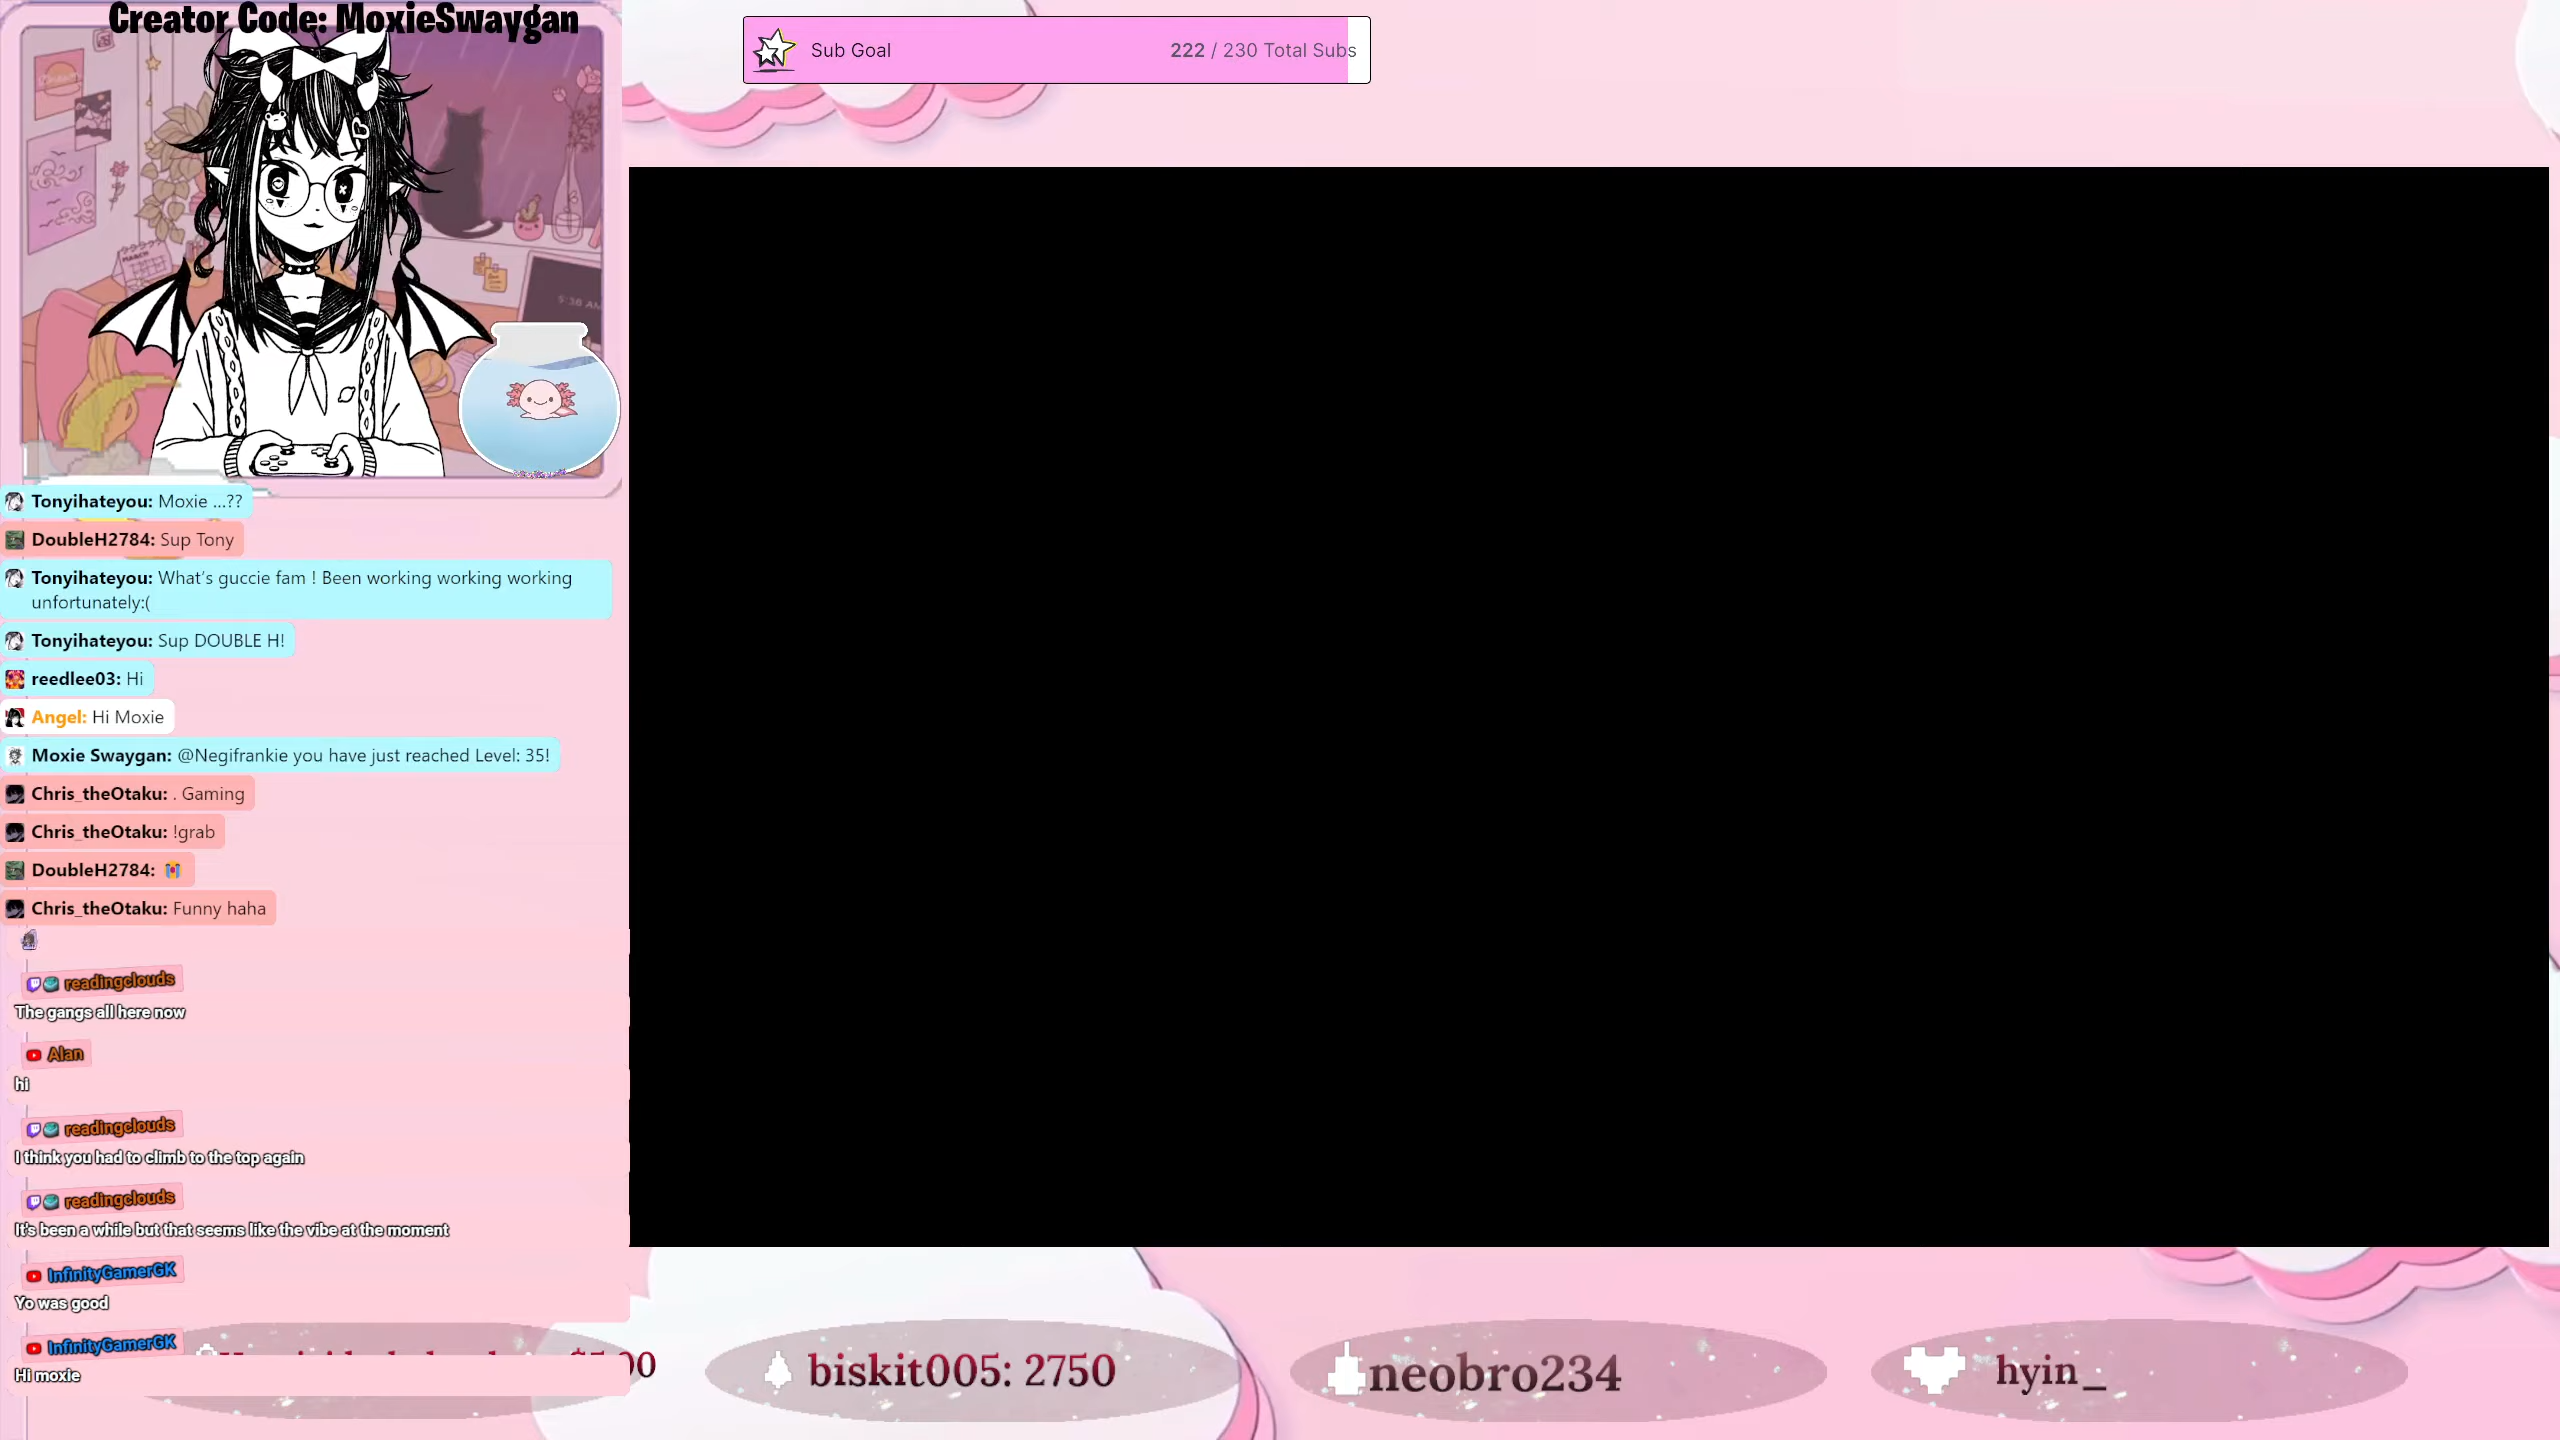 Creator Code: MoxieSwaygan
Sub Goal
222 / 230 Total Subs
MARCH
5:38 AM
Tonyihateyou: Moxie ...??
DoubleH2784: Sup Tony
Tonyihateyou: What's guccie fam ! Been working working working
unfortunately:(
Tonyihateyou: Sup DOUBLE H!
reedlee03: Hi
Angel: Hi Moxie
Moxie Swaygan: @Negifrankie you have just reached Level: 35!
Chris_theOtaku: . Gaming
Chris_theOtaku: !grab
DoubleH2784: 😭
Chris_theOtaku: Funny haha
readingclouds
The gangs all here now
Alan
hi
readingclouds
I think you had to climb to the top again
readingclouds
It's been a while but that seems like the vibe at the moment
InfinityGamerGK
Yo was good
InfinityGamerGK
Hi moxie
biskit005: 2750
neobro234
hyin_